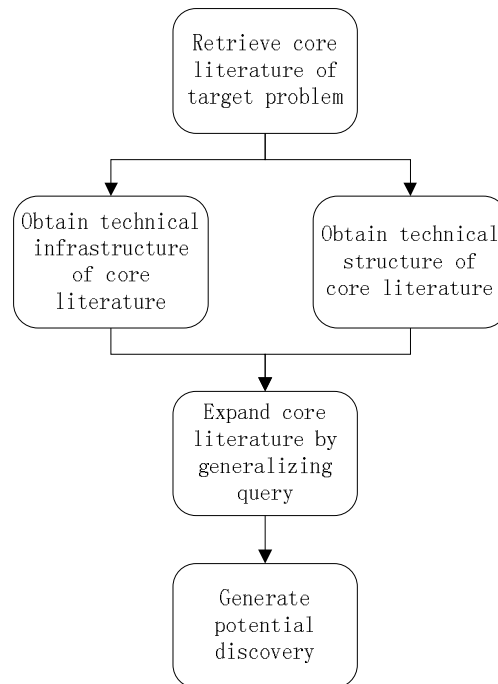 Retrieve core
literature of
target problem
Obtain technical
infrastructure
of core
literature
Obtain technical
structure of
core literature
Expand core
literature by
generalizing
query
Generate
potential
discovery